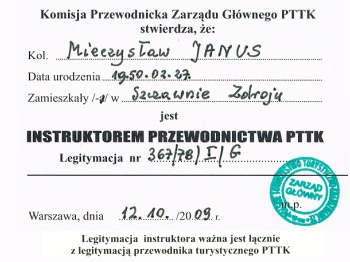 Komisja Przewodnicka Zarządu Głównego PTTK
stwierdza, że:
Kol. Mieczysław JANUS
Data urodzenia 1950.02.27.
Zamieszkały /-a/ w Szczawnie Zdroju
jest
INSTRUKTOREM PRZEWODNICTWA PTTK
Legitymacja nr 367/78/I/G
ZARZĄD
GŁÓWNY
m.p.
Warszawa, dnia 12.10. /2009 r.
Legitymacja instruktora ważna jest łącznie
z legitymacją przewodnika turystycznego PTTK